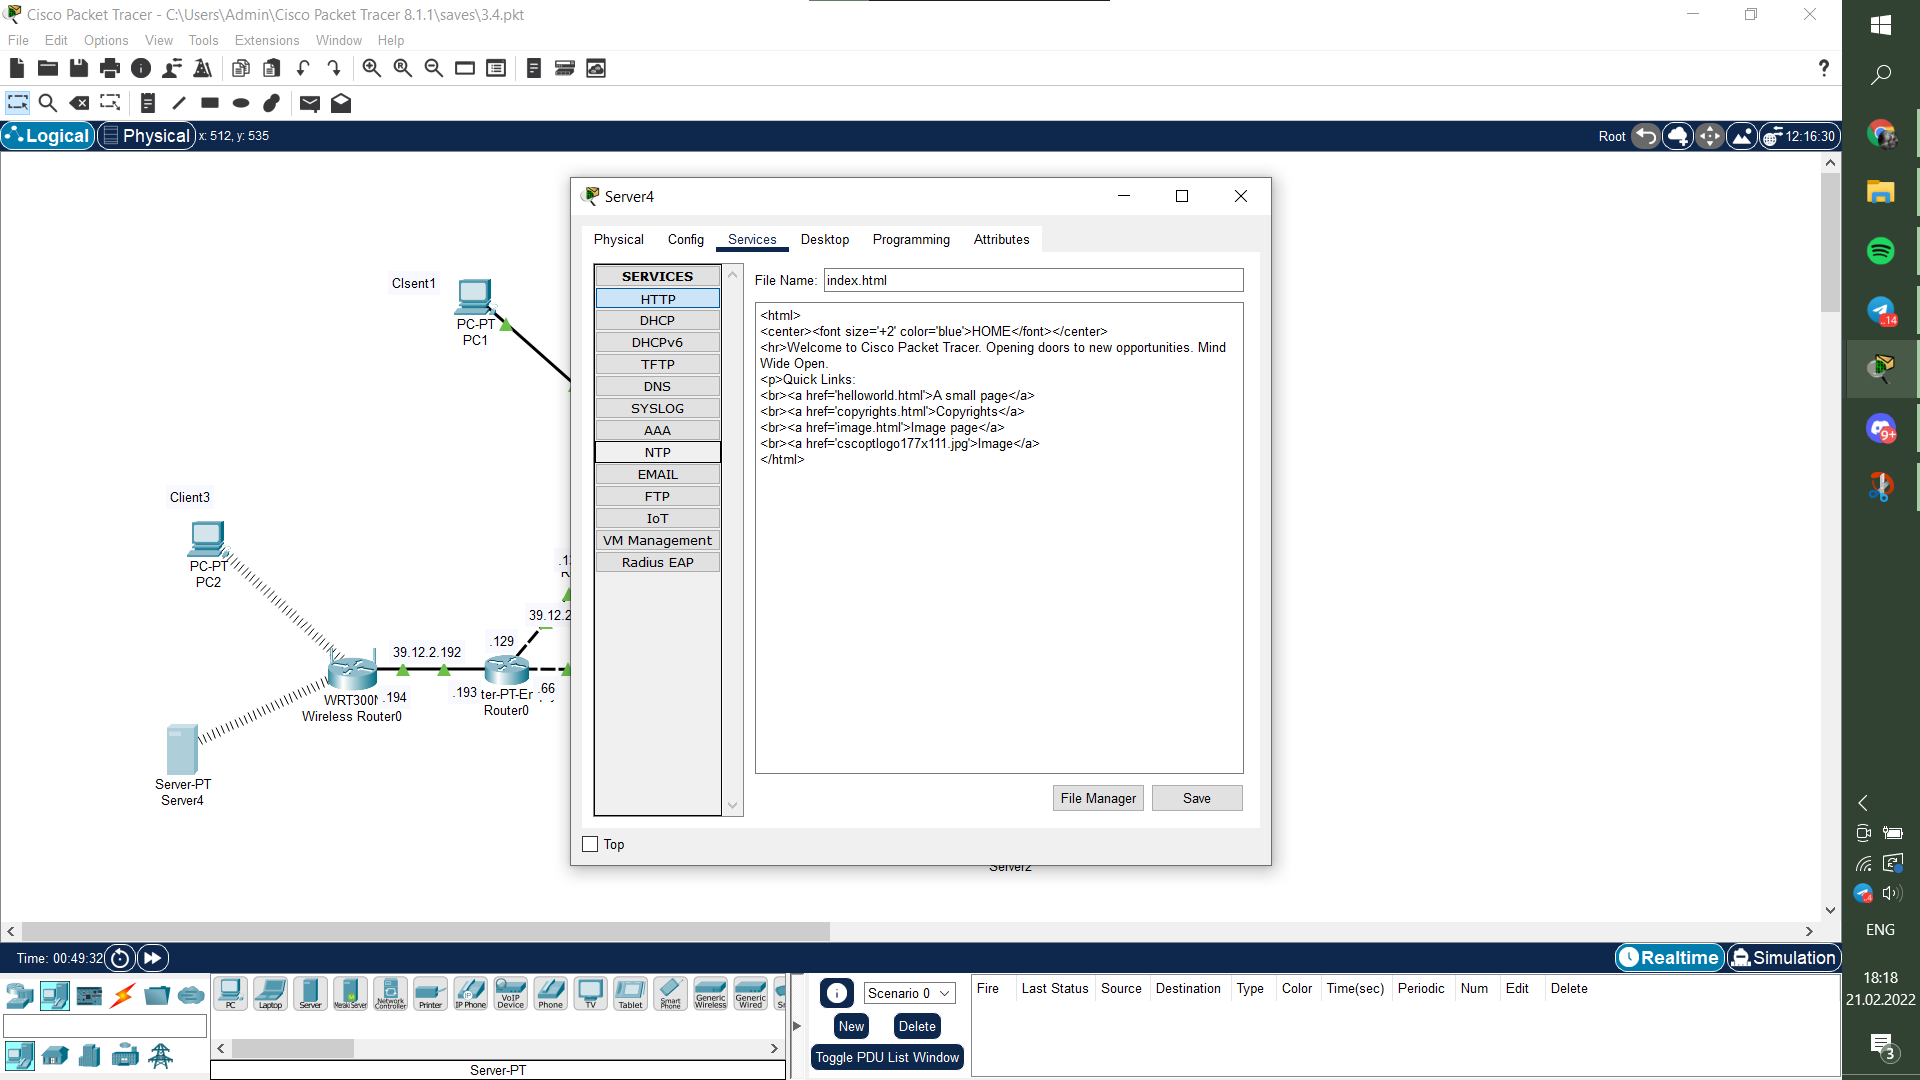 Cisco Packet Tracer - C:\Users\Admin\Cisco Packet Tracer 8.1.1\saves\3.4.pkt
File Edit Options View Tools Extensions Window Help
?
Logical Physical x: 512, y: 535
Root 12:16:30
Server4
Physical Config Services Desktop Programming Attributes
SERVICES
HTTP
DHCP
DHCPv6
TFTP
DNS
SYSLOG
AAA
NTP
EMAIL
FTP
IoT
VM Management
Radius EAP
File Name: index.html
<html>
<center><font size='+2' color='blue'>HOME</font></center>
<hr>Welcome to Cisco Packet Tracer. Opening doors to new opportunities. Mind
Wide Open.
<p>Quick Links:
<br><a href='helloworld.html'>A small page</a>
<br><a href='copyrights.html'>Copyrights</a>
<br><a href='image.html'>Image page</a>
<br><a href='cscoptlogo177x111.jpg'>Image</a>
</html>
File Manager Save
Top
Clsent1
PC-PT
PC1
Client3
PC-PT
PC2
39.12.2
.129
39.12.2.192
.194
.193
.66
WRT300N
Wireless Router0
ter-PT-Er
Router0
Server-PT
Server4
Server2
Time: 00:49:32
Realtime Simulation
PC Laptop Server Meraki Server Network Controller Printer IP Phone VoIP Device Phone TV Tablet Smart Phone Generic Wireless Generic Wired
Server-PT
Scenario 0
New Delete
Toggle PDU List Window
Fire Last Status Source Destination Type Color Time(sec) Periodic Num Edit Delete
..14
9+
ENG
18:18
21.02.2022
3